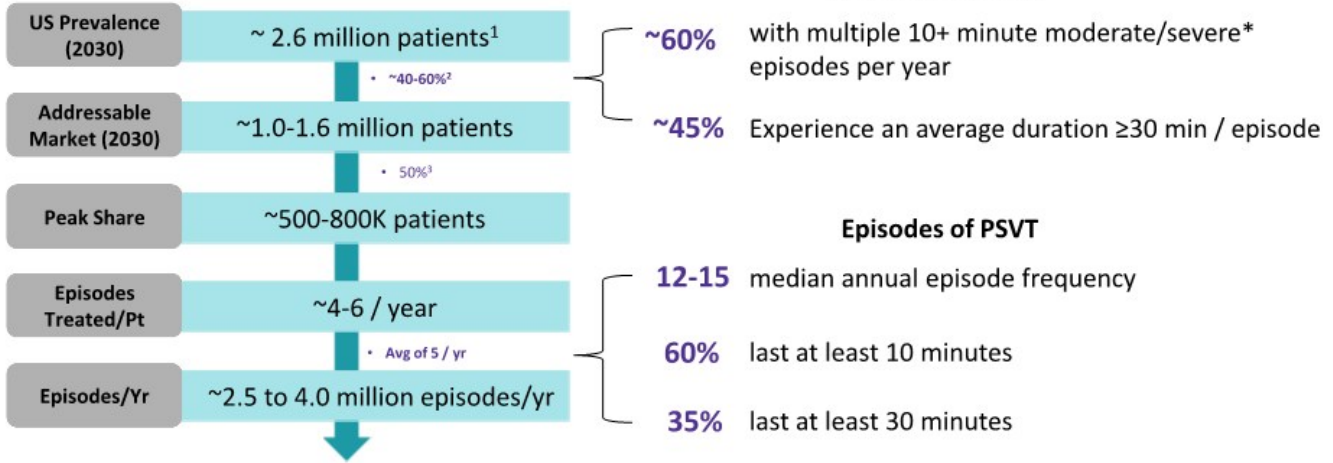 US Prevalence
(2030)
~ 2.6 million patients¹
• ~40-60%²
Addressable
Market (2030)
~1.0-1.6 million patients
• 50%³
Peak Share
~500-800K patients
Episodes
Treated/Pt
~4-6 / year
• Avg of 5 / yr
Episodes/Yr
~2.5 to 4.0 million episodes/yr
~60% with multiple 10+ minute moderate/severe*
episodes per year
~45% Experience an average duration ≥30 min / episode
Episodes of PSVT
12-15 median annual episode frequency
60% last at least 10 minutes
35% last at least 30 minutes